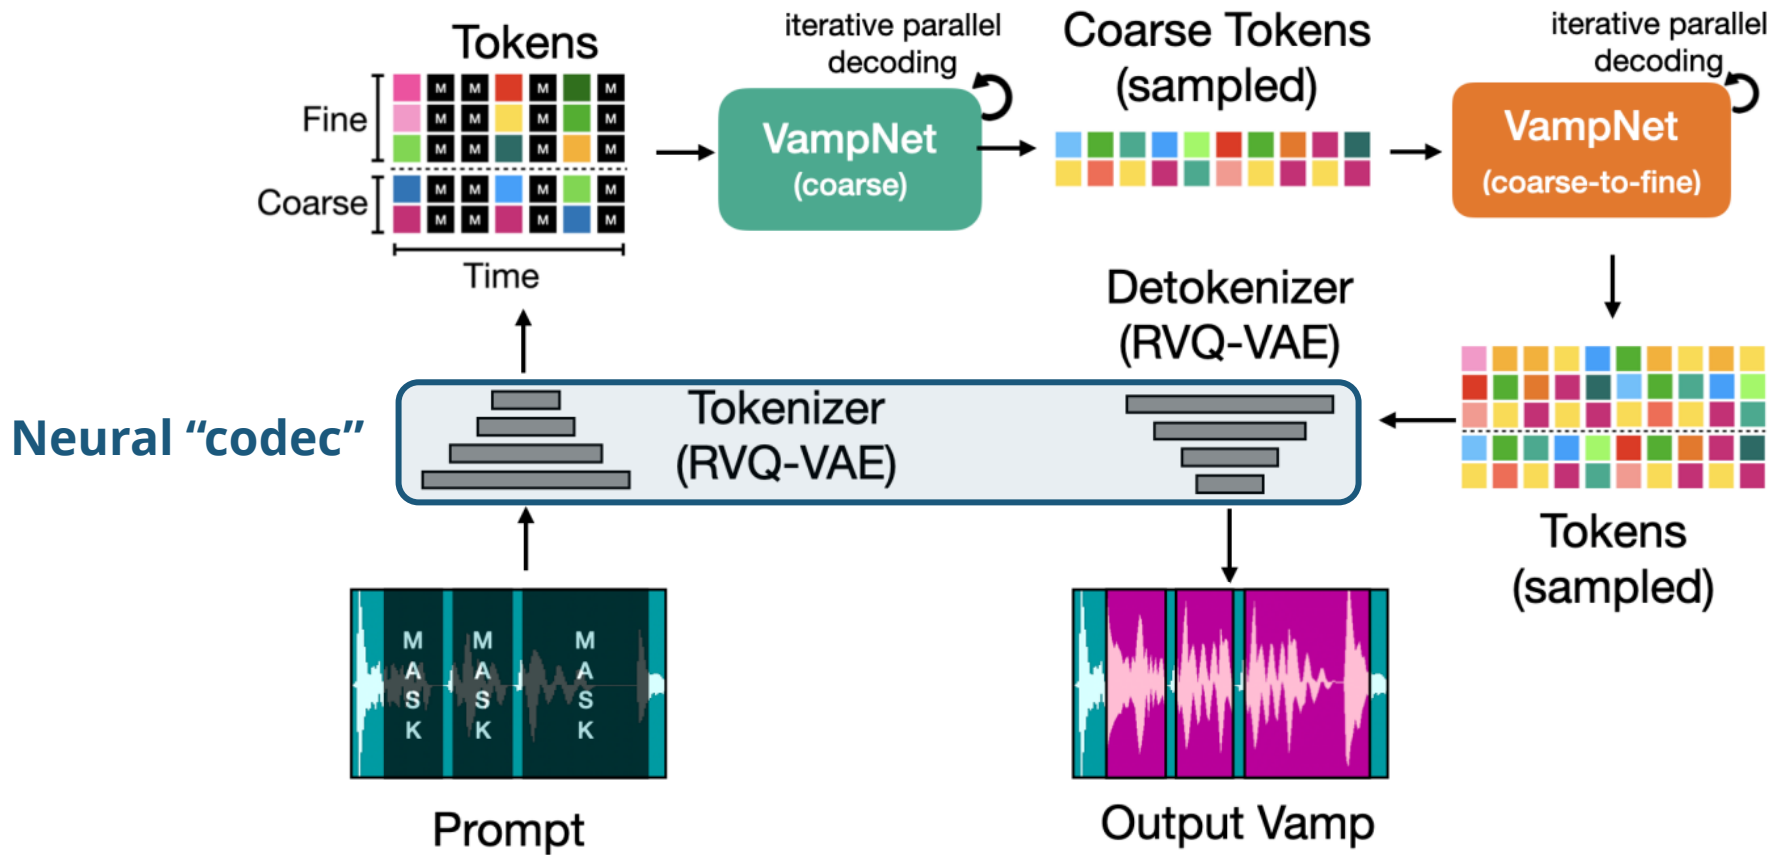 Tokens
Fine
Coarse
M M M M
M M M M
M M M M
M M M M
M M M M
Time
iterative parallel
decoding
VampNet
(coarse)
Coarse Tokens
(sampled)
iterative parallel
decoding
VampNet
(coarse-to-fine)
Detokenizer
(RVQ-VAE)
Neural “codec”
Tokenizer
(RVQ-VAE)
Tokens
(sampled)
MASK
MASK
MASK
Prompt
Output Vamp